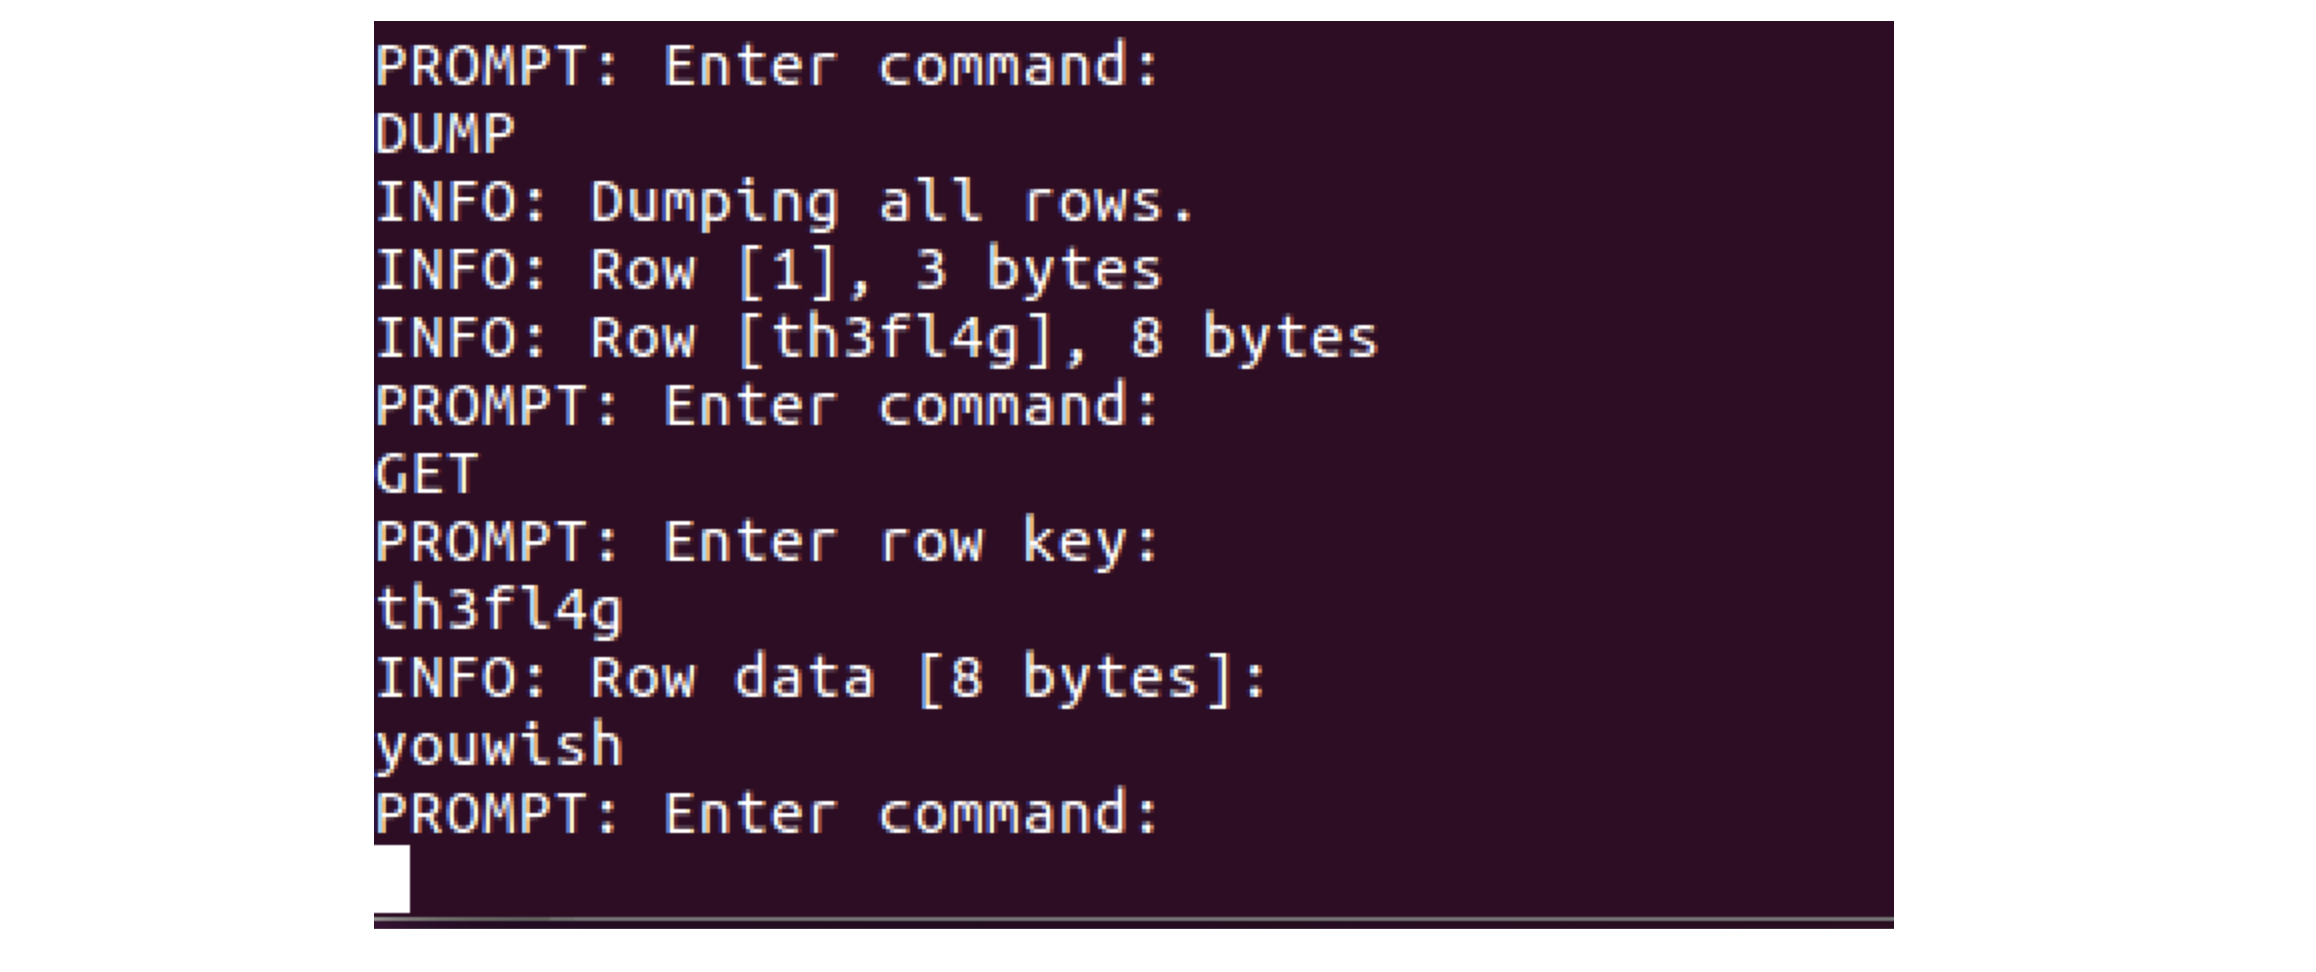 PROMPT: Enter command:
DUMP
INFO: Dumping all rows.
INFO: Row [1], 3 bytes
INFO: Row [th3fl4g], 8 bytes
PROMPT: Enter command:
GET
PROMPT: Enter row key:
th3fl4g
INFO: Row data [8 bytes]:
youwish
PROMPT: Enter command: